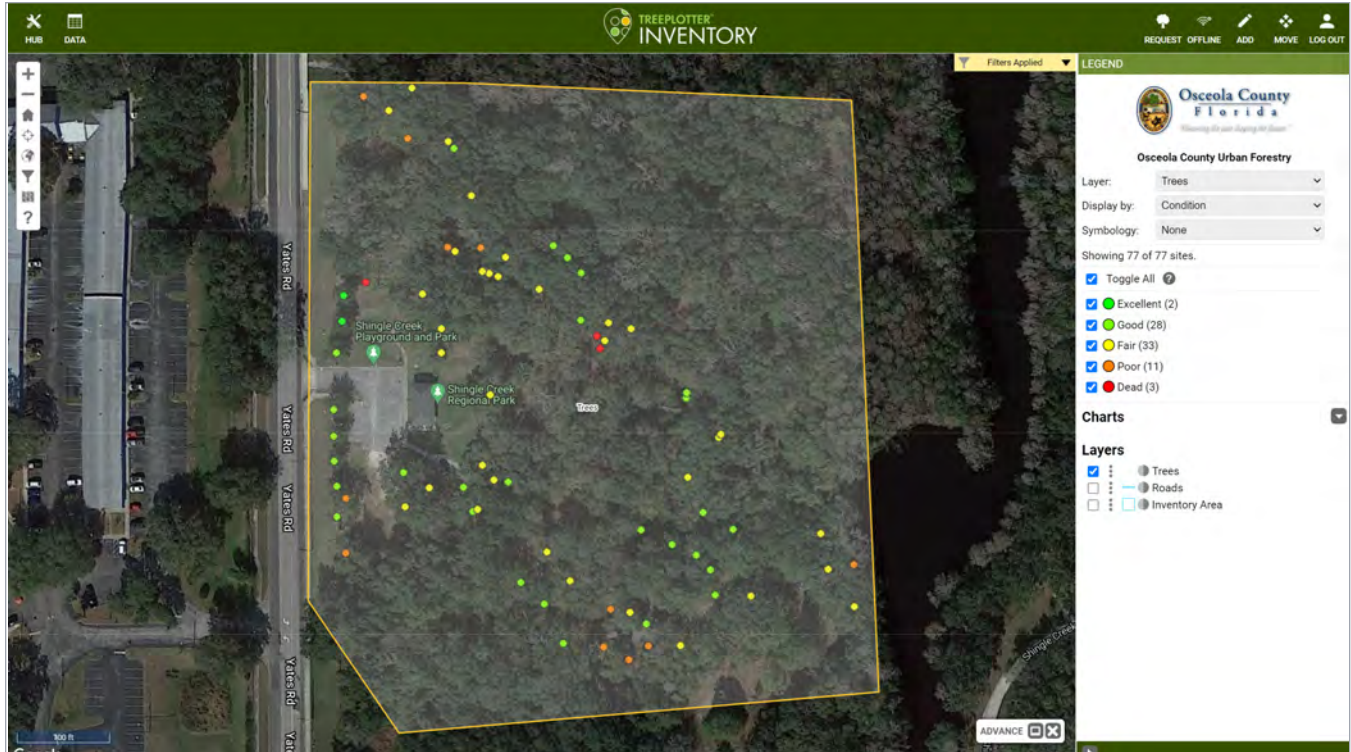 HUB
DATA
TREEPLOTTER
INVENTORY
REQUEST
OFFLINE
ADD
MOVE
LOG OUT
Filters Applied
LEGEND
Osceola County
Florida
Osceola County Urban Forestry
Layer: Trees
Display by: Condition
Symbology: None
Showing 77 of 77 sites.
Toggle All ?
Excellent (2)
Good (28)
Fair (33)
Poor (11)
Dead (3)
Charts
Layers
Trees
Roads
Inventory Area
+
−
?
Yates Rd
Shingle Creek
Playground and Park
Shingle Creek
Regional Park
Trees
Yates Rd
Yates Rd
Shingle Creek
ADVANCE
100 ft